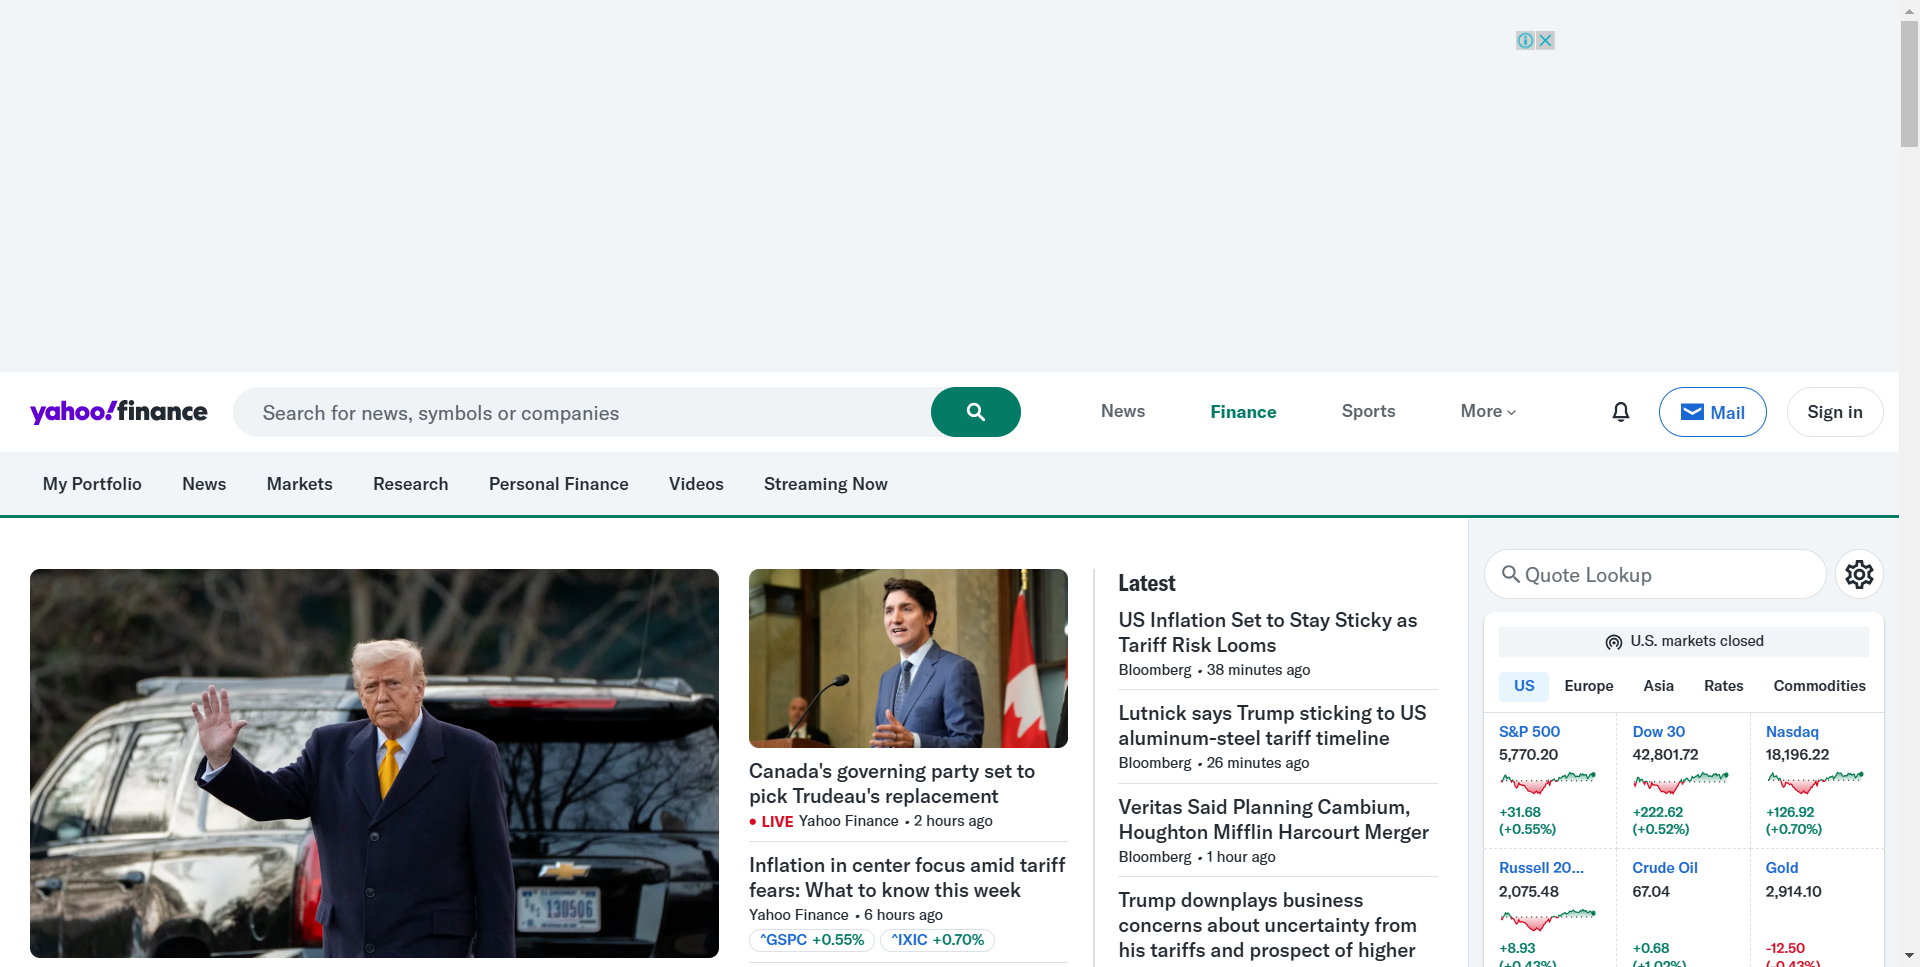 yahoo!finance
Search for news, symbols or companies
News
Finance
Sports
More
Mail
Sign in
My Portfolio
News
Markets
Research
Personal Finance
Videos
Streaming Now
130506
Canada's governing party set to
pick Trudeau's replacement
• LIVE Yahoo Finance • 2 hours ago
Inflation in center focus amid tariff
fears: What to know this week
Yahoo Finance • 6 hours ago
^GSPC +0.55%
^IXIC +0.70%
Latest
US Inflation Set to Stay Sticky as
Tariff Risk Looms
Bloomberg • 38 minutes ago
Lutnick says Trump sticking to US
aluminum-steel tariff timeline
Bloomberg • 26 minutes ago
Veritas Said Planning Cambium,
Houghton Mifflin Harcourt Merger
Bloomberg • 1 hour ago
Trump downplays business
concerns about uncertainty from
his tariffs and prospect of higher
Quote Lookup
U.S. markets closed
US
Europe
Asia
Rates
Commodities
S&P 500
5,770.20
+31.68
(+0.55%)
Dow 30
42,801.72
+222.62
(+0.52%)
Nasdaq
18,196.22
+126.92
(+0.70%)
Russell 20...
2,075.48
+8.93
(+0.43%)
Crude Oil
67.04
+0.68
(+1.02%)
Gold
2,914.10
-12.50
(-0.43%)